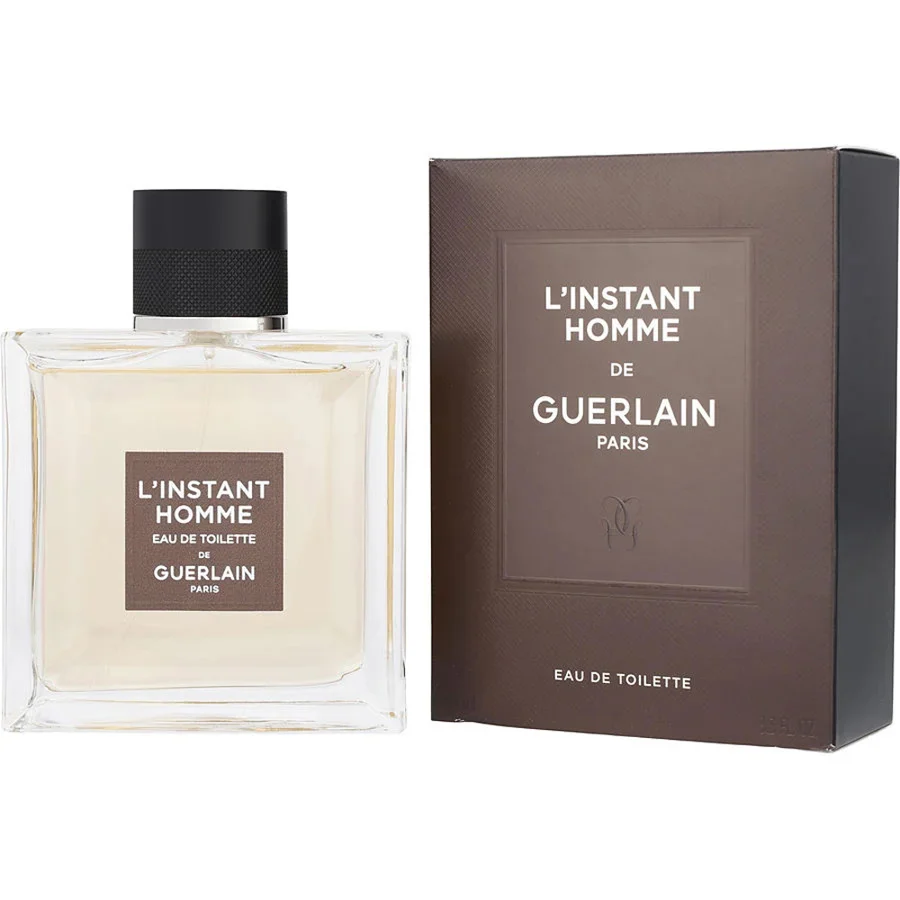 L'INSTANT
HOMME
EAU DE TOILETTE
DE
GUERLAIN
PARIS
L'INSTANT
HOMME
DE
GUERLAIN
PARIS
EAU DE TOILETTE